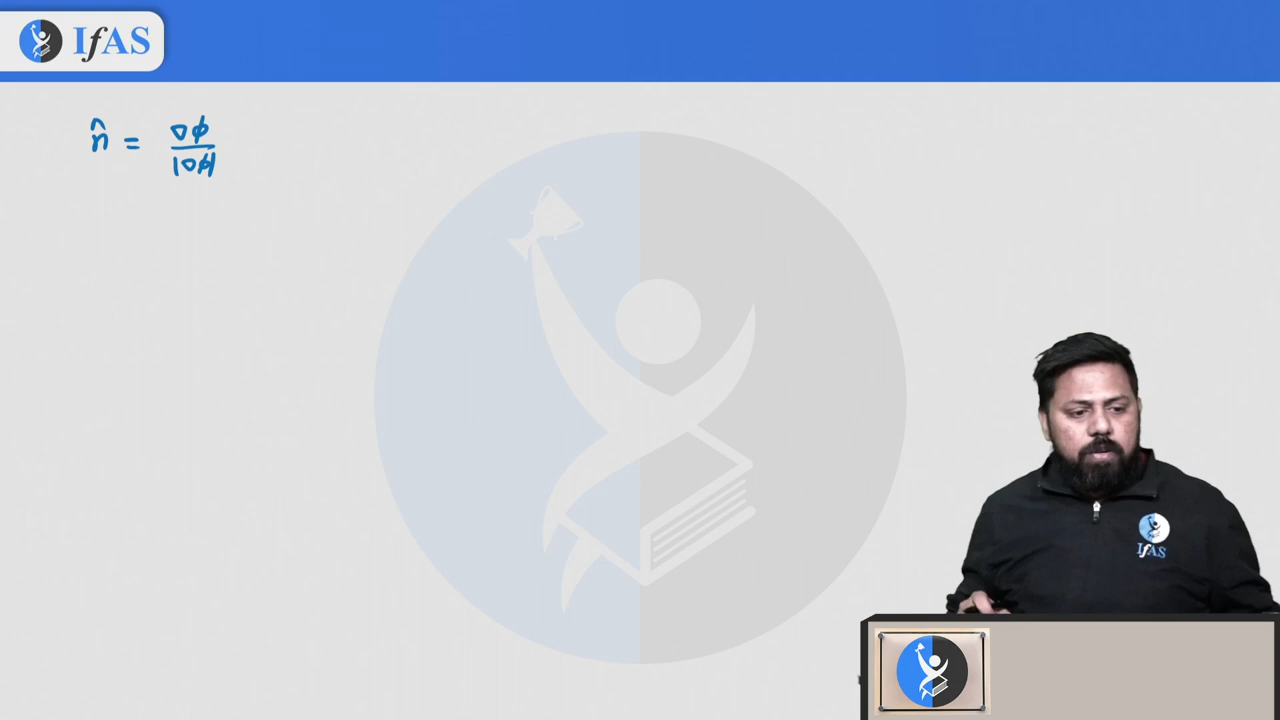 IfAS
n̂ = ∇φ
|∇φ|
IfAS